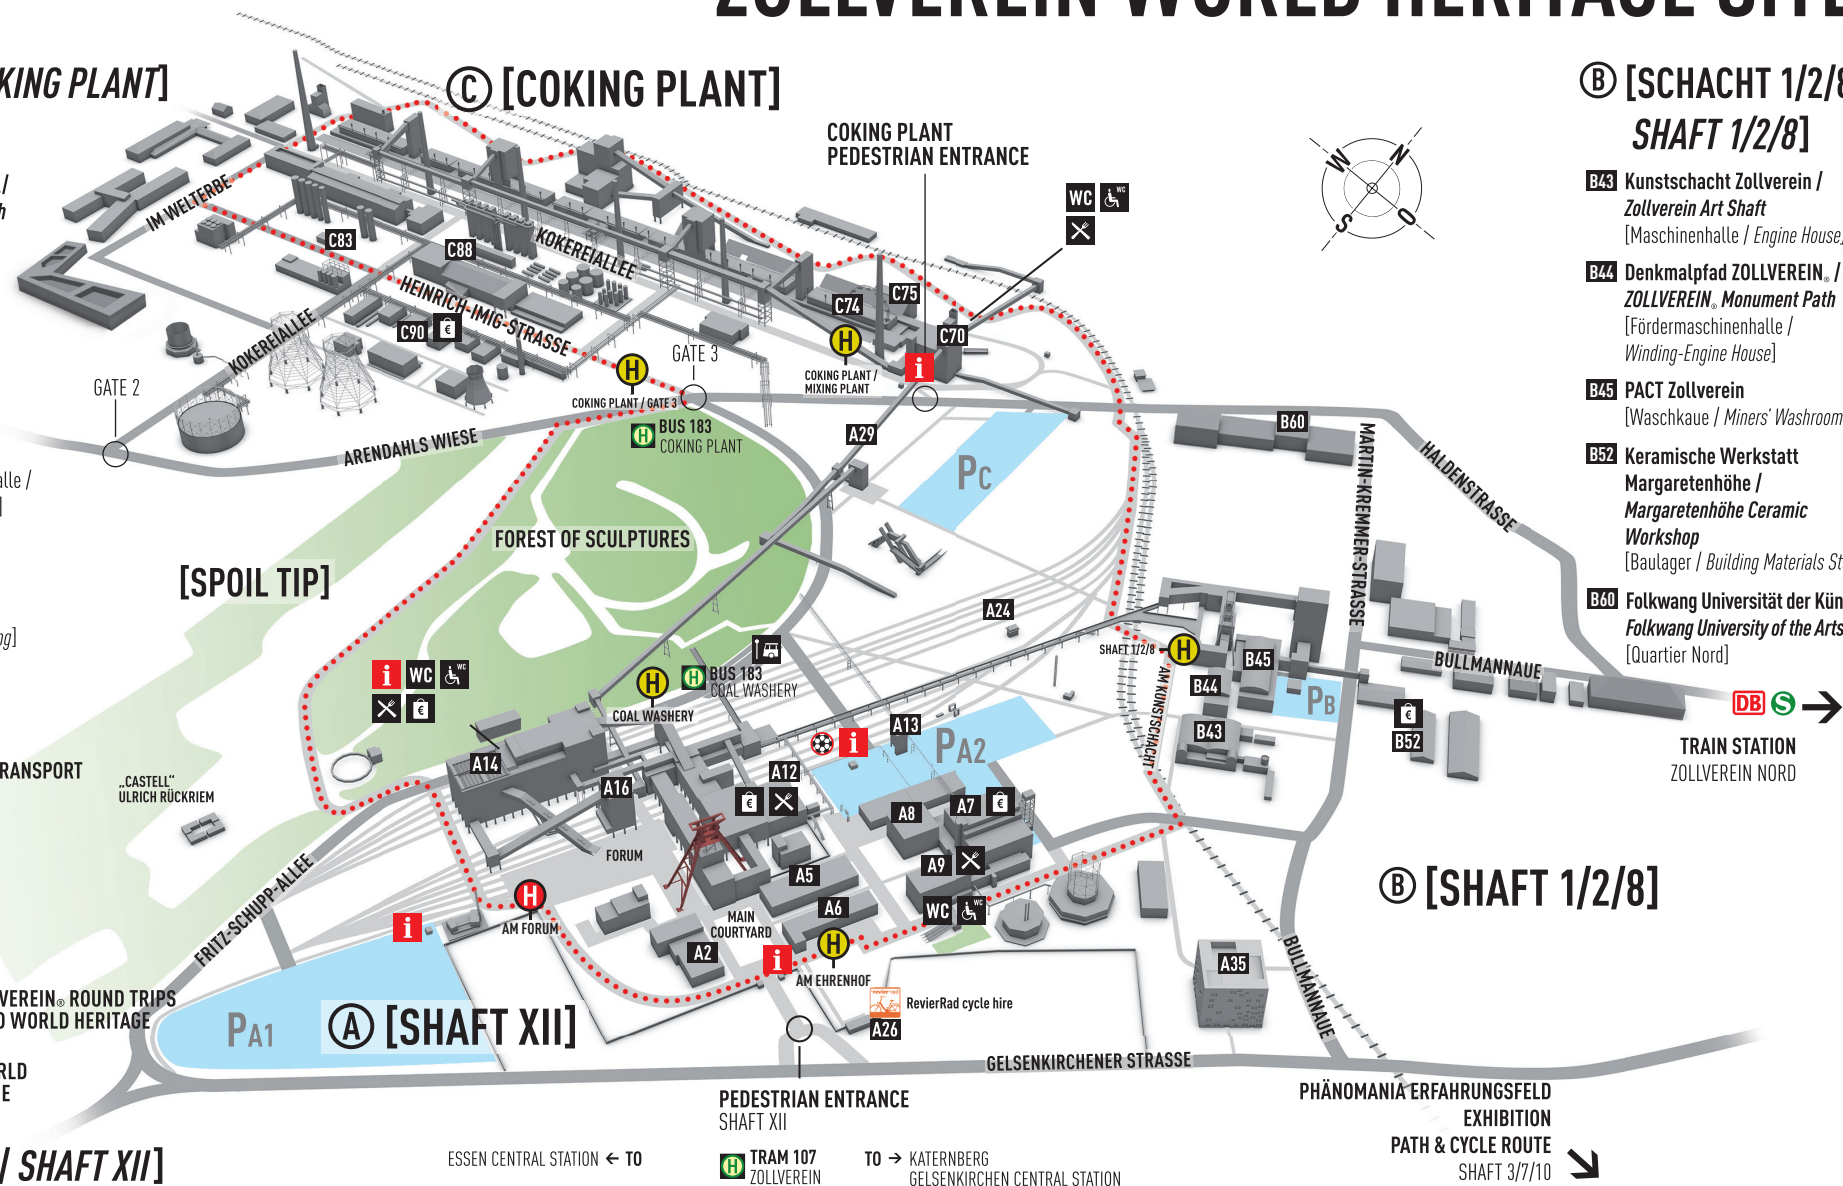 ZOLLVEREIN WORLD HERITAGE SITE
KING PLANT]
C [COKING PLANT]
COKING PLANT
PEDESTRIAN ENTRANCE
WC
WC
W
N
S
O
B [SCHACHT 1/2/8
SHAFT 1/2/8]
B43 Kunstschacht Zollverein /
Zollverein Art Shaft
[Maschinenhalle / Engine House]
B44 Denkmalpfad ZOLLVEREIN® /
ZOLLVEREIN® Monument Path
[Fördermaschinenhalle /
Winding-Engine House]
B45 PACT Zollverein
[Waschkaue / Miners' Washroom
B52 Keramische Werkstatt
Margaretenhöhe /
Margaretenhöhe Ceramic
Workshop
[Baulager / Building Materials St
B60 Folkwang Universität der Kün
Folkwang University of the Arts
[Quartier Nord]
DB S
TRAIN STATION
ZOLLVEREIN NORD
/
h
IM WELTERBE
C83
C88
KOKEREIALLEE
HEINRICH-IMIG-STRASSE
C90
€
KOKEREIALLEE
C74
C75
C70
H
i
COKING PLANT /
MIXING PLANT
GATE 3
GATE 2
H
COKING PLANT / GATE 3
H BUS 183
COKING PLANT
ARENDAHLS WIESE
A29
PC
B60
MARTIN-KREMMER-STRASSE
HALDENSTRASSE
alle /
]
FOREST OF SCULPTURES
[SPOIL TIP]
ng]
A24
SHAFT 1/2/8
H
B45
B44
PB
B43
AM KUNSTSCHACHT
BULLMANNAUE
€
B52
i WC WC
€
H
COAL WASHERY
H BUS 183
COAL WASHERY
A14
A16
A13
i
PA2
A12
€
A8
A7
€
A9
A5
A6
WC WC
RANSPORT
„CASTELL“
ULRICH RÜCKRIEM
FORUM
FRITZ-SCHUPP-ALLEE
i
H
AM FORUM
MAIN
COURTYARD
A2
i
H
AM EHRENHOF
revierrad
RevierRad cycle hire
A26
A35
B [SHAFT 1/2/8]
BULLMANNAUE
VEREIN® ROUND TRIPS
D WORLD HERITAGE
PA1
A [SHAFT XII]
RLD
E
GELSENKIRCHENER STRASSE
PEDESTRIAN ENTRANCE
SHAFT XII
PHÄNOMANIA ERFAHRUNGSFELD
EXHIBITION
PATH & CYCLE ROUTE
SHAFT 3/7/10
/ SHAFT XII]
ESSEN CENTRAL STATION ← TO
H TRAM 107
ZOLLVEREIN
TO → KATERNBERG
GELSENKIRCHEN CENTRAL STATION